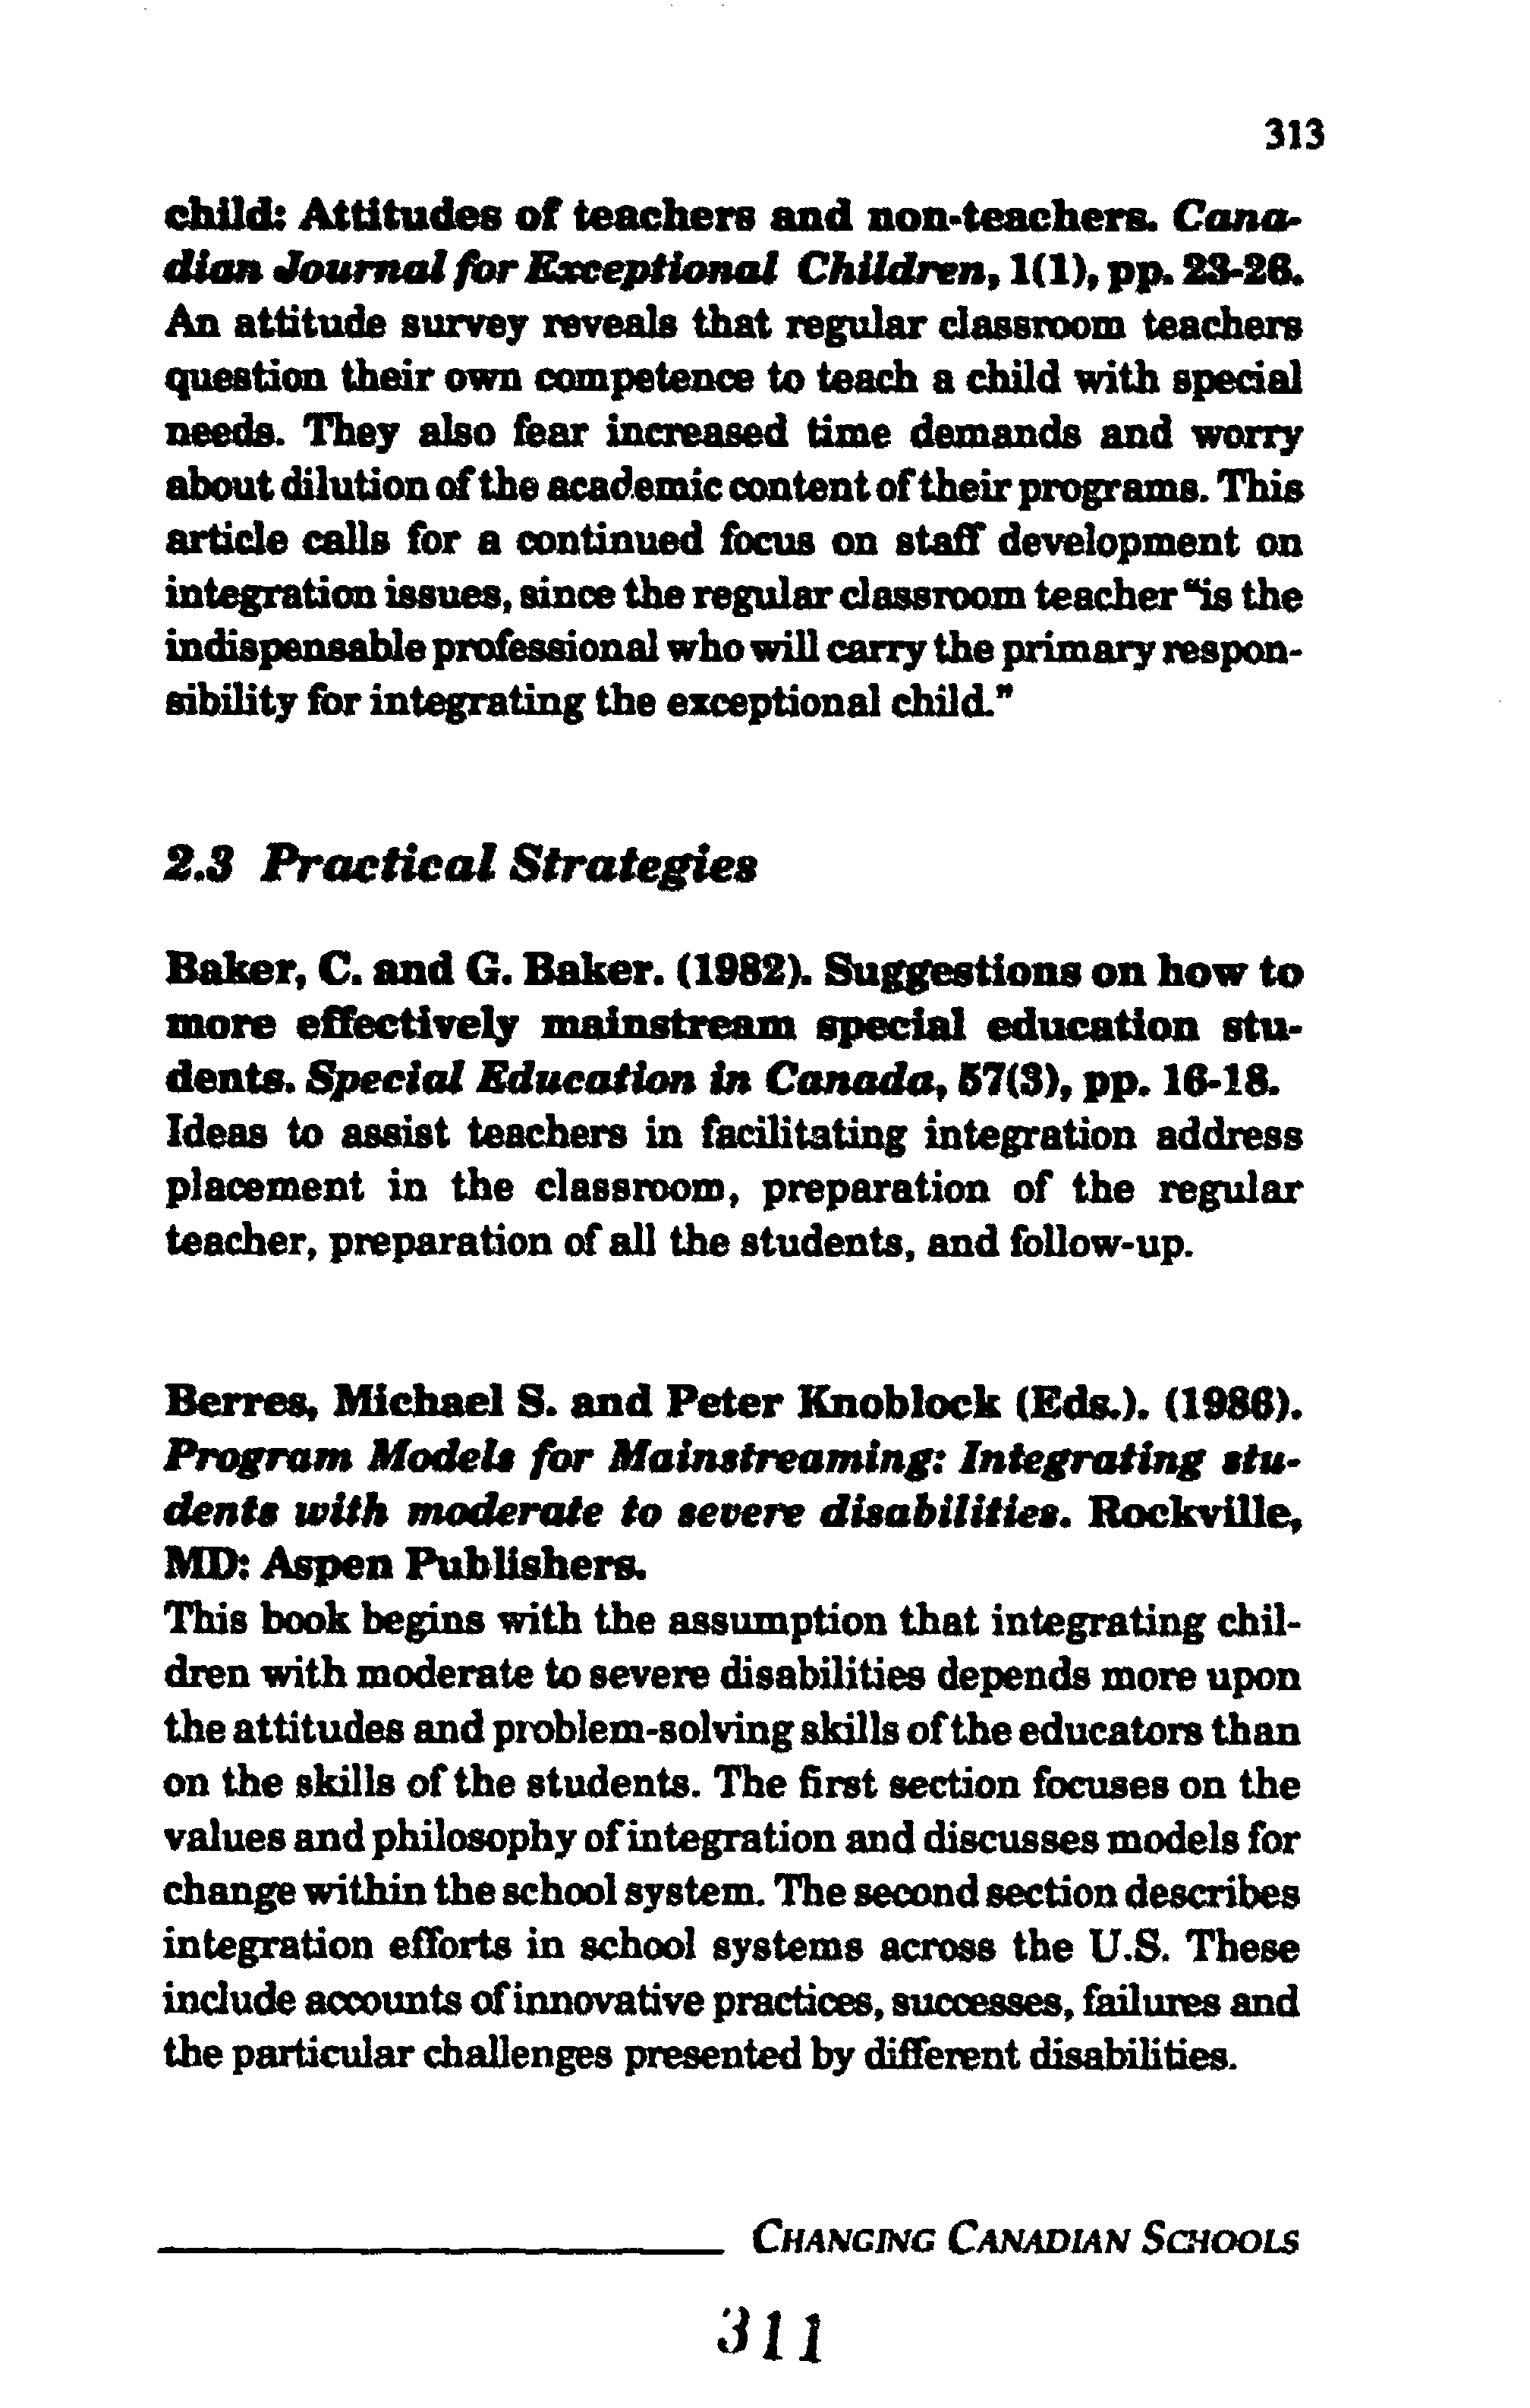 313
child: Attitudes of teachers and non-teachers. Cana-
dian Journal for Exceptional Children, 1(1), pp. 23-26.
An attitude survey reveals that regular classroom teachers
question their own competence to teach a child with special
needs. They also fear increased time demands and worry
about dilution of the academic content of their programs. This
article calls for a continued focus on staff development on
integration issues, since the regular classroom teacher "is the
indispensable professional who will carry the primary respon-
sibility for integrating the exceptional child."
2.3 Practical Strategies
Baker, C. and G. Baker. (1982). Suggestions on how to
more effectively mainstream special education stu-
dents. Special Education in Canada, 57(3), pp. 16-18.
Ideas to assist teachers in facilitating integration address
placement in the classroom, preparation of the regular
teacher, preparation of all the students, and follow-up.
Berres, Michael S. and Peter Knoblock (Eds.). (1986).
Program Models for Mainstreaming: Integrating stu-
dents with moderate to severe disabilities. Rockville,
MD: Aspen Publishers.
This book begins with the assumption that integrating chil-
dren with moderate to severe disabilities depends more upon
the attitudes and problem-solving skills of the educators than
on the skills of the students. The first section focuses on the
values and philosophy of integration and discusses models for
change within the school system. The second section describes
integration efforts in school systems across the U.S. These
include accounts of innovative practices, successes, failures and
the particular challenges presented by different disabilities.
CHANGING CANADIAN SCHOOLS
311